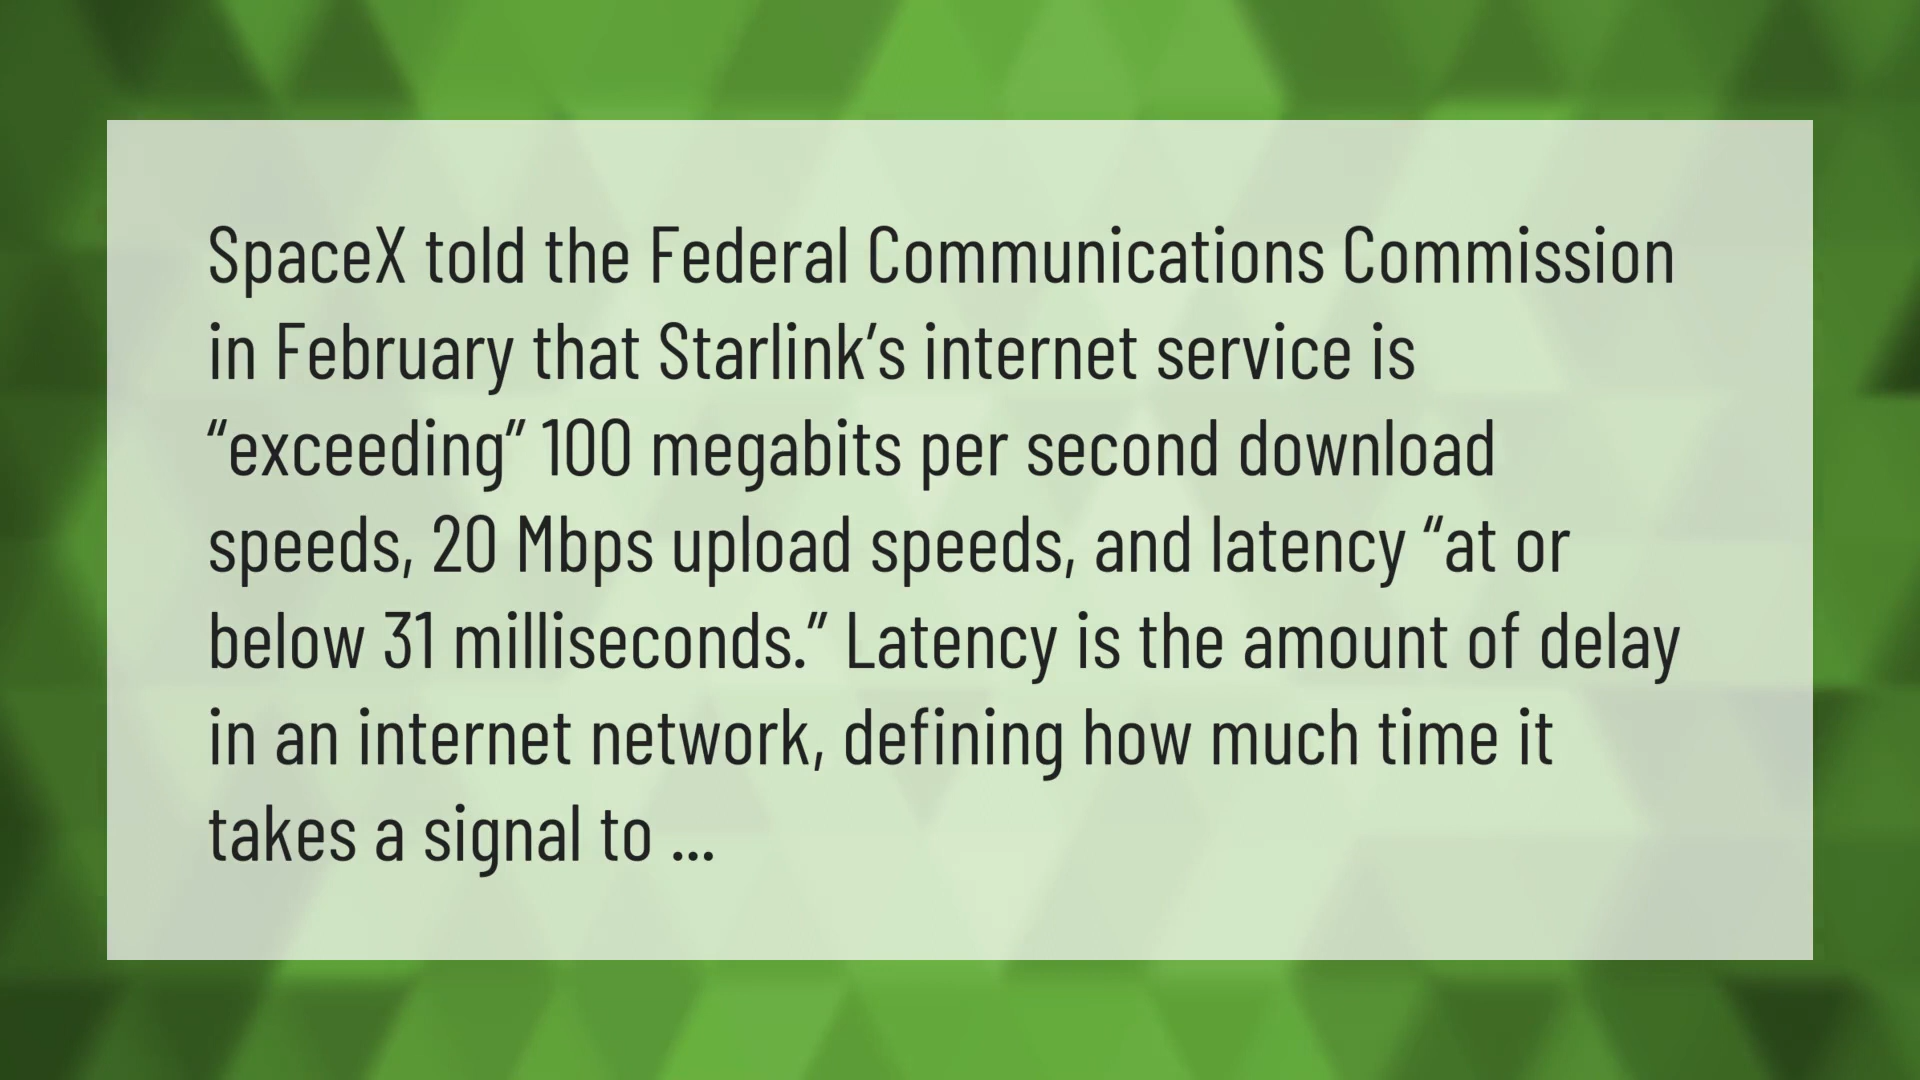 SpaceX told the Federal Communications Commission
in February that Starlink’s internet service is
“exceeding” 100 megabits per second download
speeds, 20 Mbps upload speeds, and latency “at or
below 31 milliseconds.” Latency is the amount of delay
in an internet network, defining how much time it
takes a signal to ...